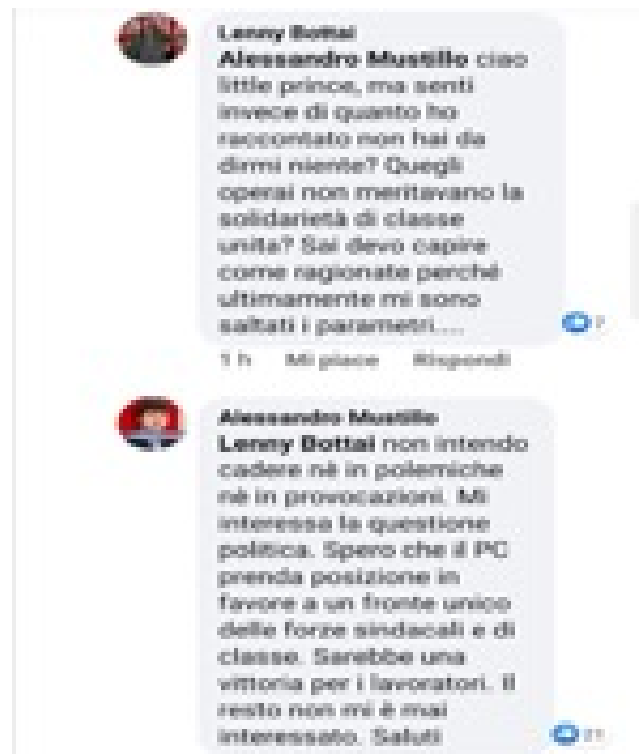 Lenny Bottai
Alessandro Mustillo ciao
little prince, ma senti
invece di quanto ho
raccontato non hai da
dirmi niente? Quegli
operai non meritavano la
solidarietà di classe
unita? Sai devo capire
come ragionate perché
ultimamente mi sono
saltati i parametri....
7
1 h Mi piace Rispondi
Alessandro Mustillo
Lenny Bottai non intendo
cadere nè in polemiche
nè in provocazioni. Mi
interessa la questione
politica. Spero che il PC
prenda posizione in
favore a un fronte unico
delle forze sindacali e di
classe. Sarebbe una
vittoria per i lavoratori. Il
resto non mi è mai
interessato. Saluti